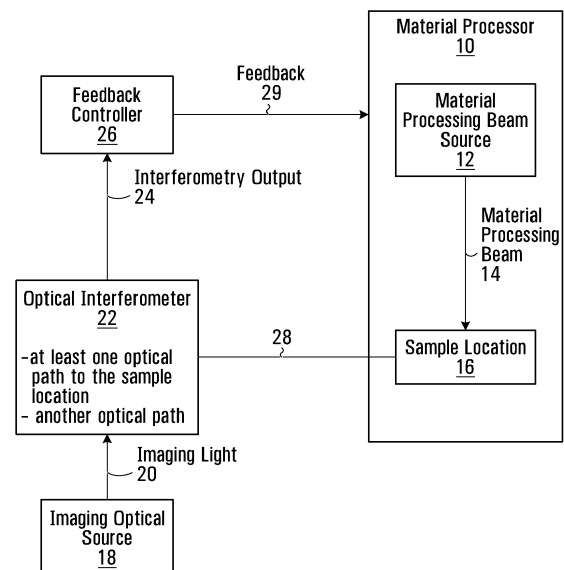 Material Processor
10
Feedback
29
Feedback
Controller
26
Material
Processing Beam
Source
12
Interferometry Output
24
Material
Processing
Beam
14
Optical Interferometer
22
-at least one optical
path to the sample
location
- another optical path
28
Sample Location
16
Imaging Light
20
Imaging Optical
Source
18